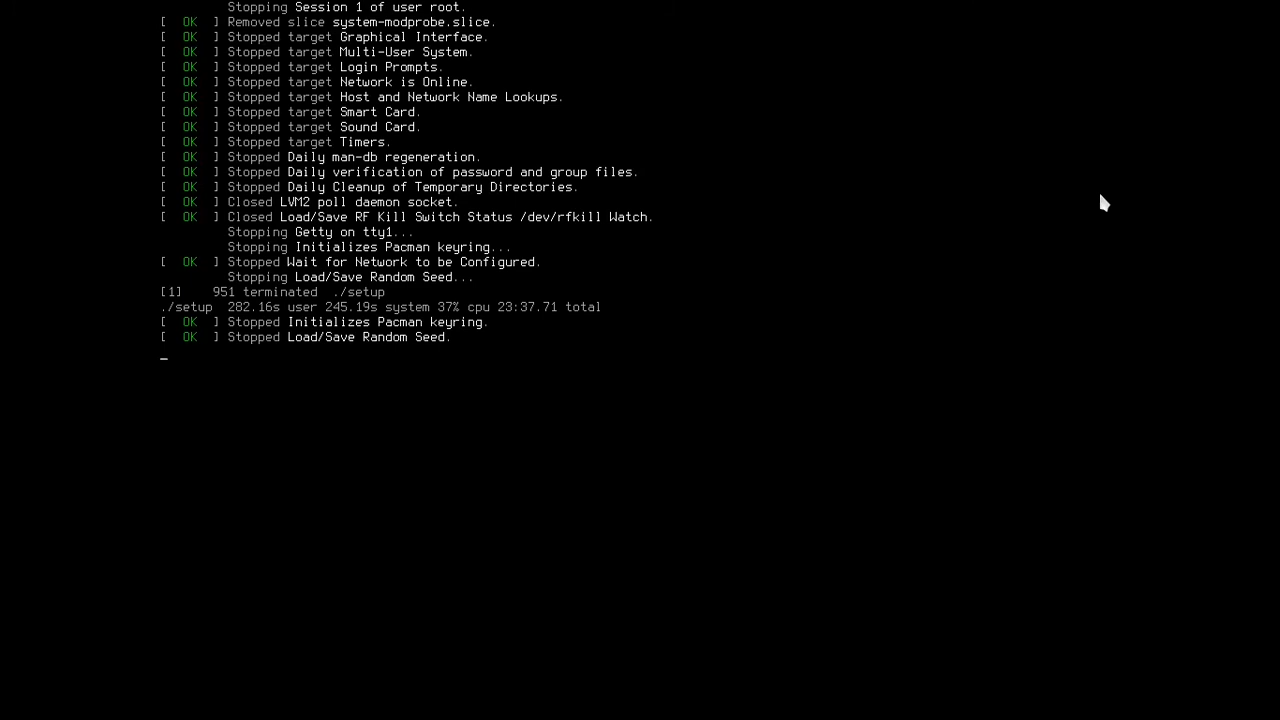 Stopping Session 1 of user root.
[  OK  ] Removed slice system-modprobe.slice.
[  OK  ] Stopped target Graphical Interface.
[  OK  ] Stopped target Multi-User System.
[  OK  ] Stopped target Login Prompts.
[  OK  ] Stopped target Network is Online.
[  OK  ] Stopped target Host and Network Name Lookups.
[  OK  ] Stopped target Smart Card.
[  OK  ] Stopped target Sound Card.
[  OK  ] Stopped target Timers.
[  OK  ] Stopped Daily man-db regeneration.
[  OK  ] Stopped Daily verification of password and group files.
[  OK  ] Stopped Daily Cleanup of Temporary Directories.
[  OK  ] Closed LVM2 poll daemon socket.
[  OK  ] Closed Load/Save RF Kill Switch Status /dev/rfkill Watch.
Stopping Getty on tty1...
Stopping Initializes Pacman keyring...
[  OK  ] Stopped Wait for Network to be Configured.
Stopping Load/Save Random Seed...
[1]    951 terminated  ./setup
./setup  282.16s user 245.19s system 37% cpu 23:37.71 total
[  OK  ] Stopped Initializes Pacman keyring.
[  OK  ] Stopped Load/Save Random Seed.